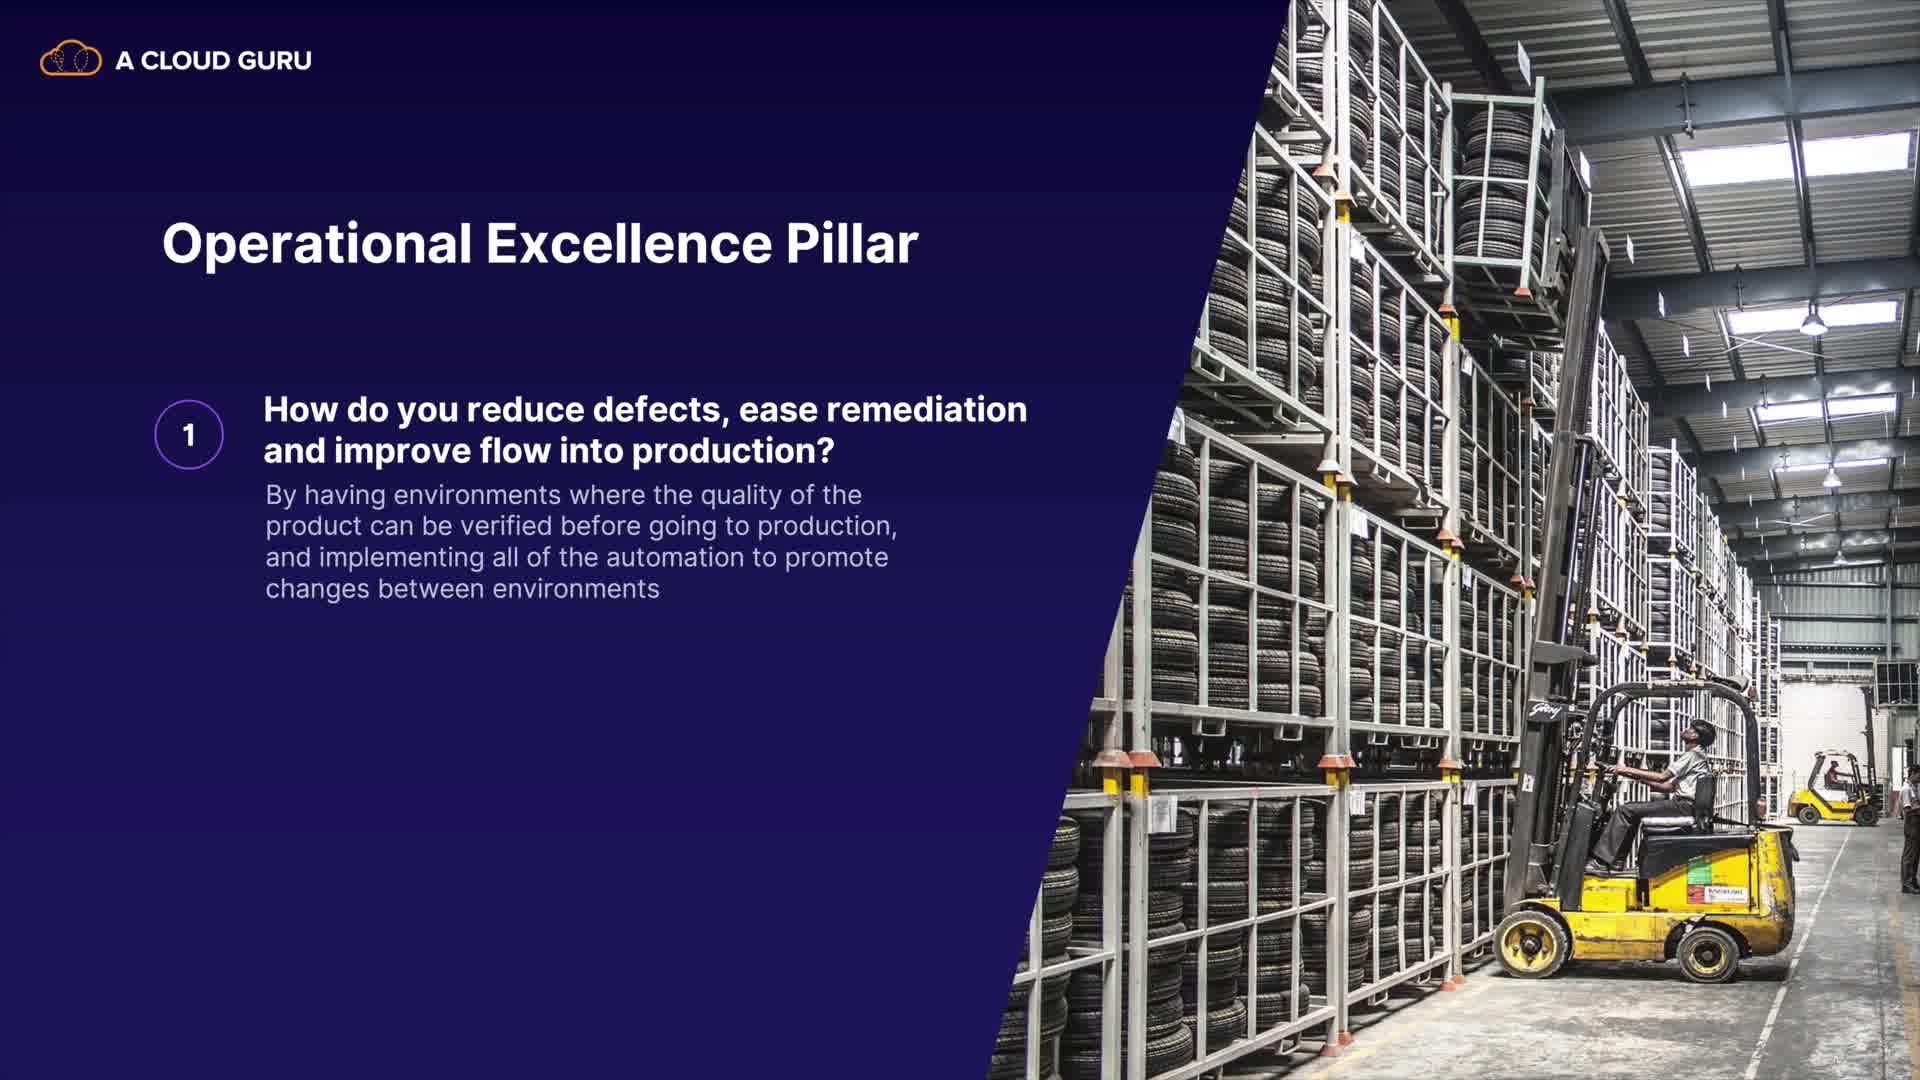 A CLOUD GURU
Operational Excellence Pillar
1
How do you reduce defects, ease remediation
and improve flow into production?
By having environments where the quality of the
product can be verified before going to production,
and implementing all of the automation to promote
changes between environments
Godrej